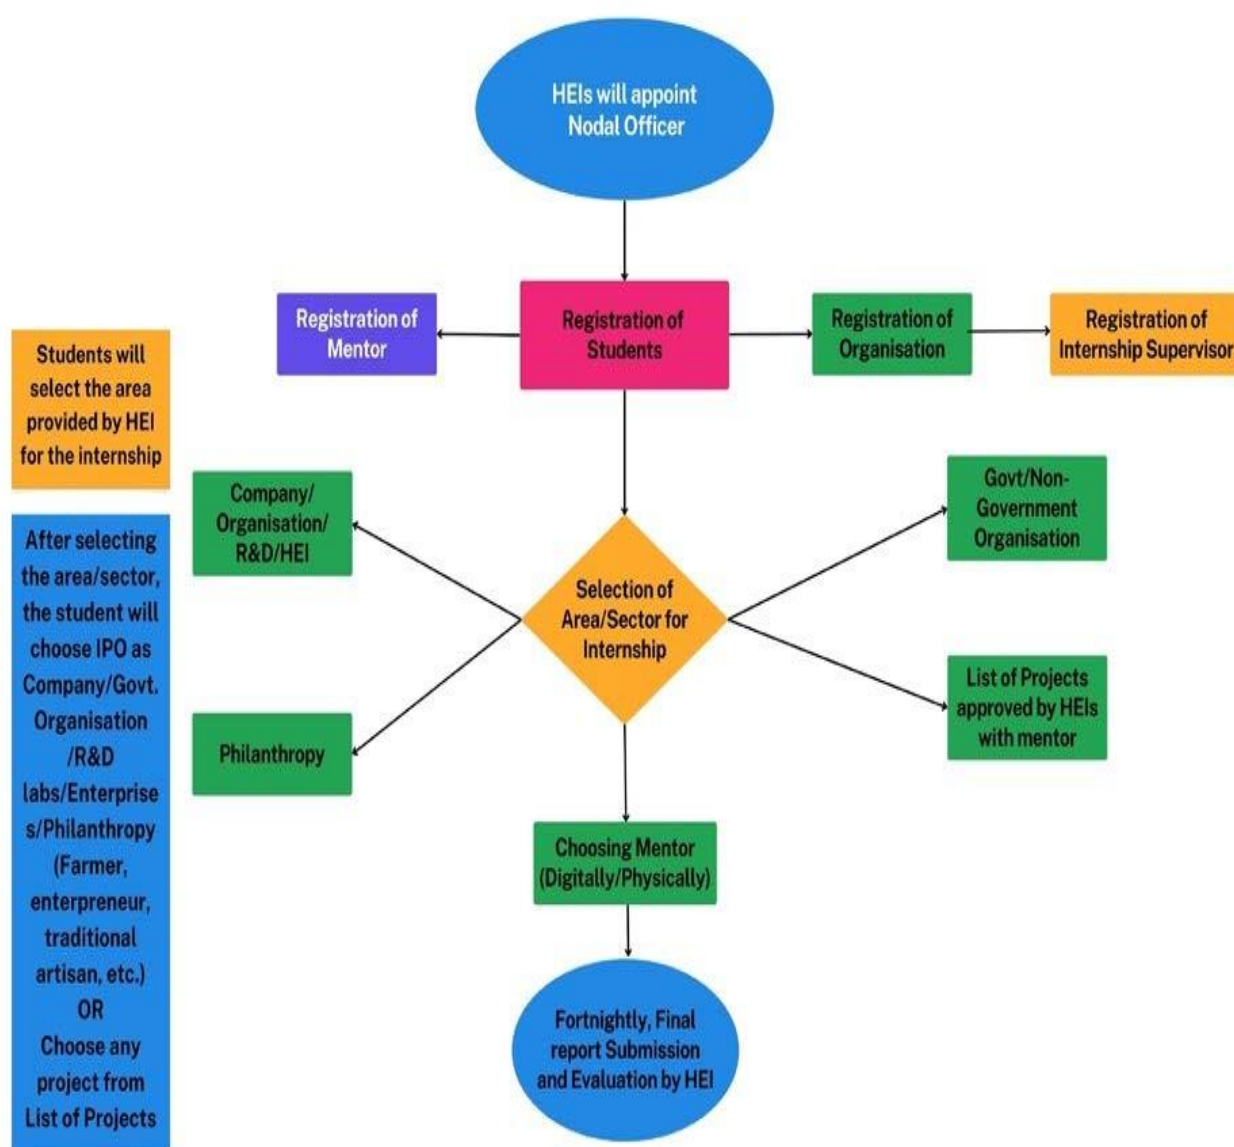 HEIs will appoint
Nodal Officer
Registration of
Mentor
Registration of
Students
Registration of
Organisation
Registration of
Internship Supervisor
Students will
select the area
provided by HEI
for the internship
After selecting
the area/sector,
the student will
choose IPO as
Company/Govt.
Organisation
/R&D
labs/Enterprise
s/Philanthropy
(Farmer,
enterpreneur,
traditional
artisan, etc.)
OR
Choose any
project from
List of Projects
Company/
Organisation/
R&D/HEI
Govt/Non-
Government
Organisation
Selection of
Area/Sector for
Internship
Philanthropy
List of Projects
approved by HEIs
with mentor
Choosing Mentor
(Digitally/Physically)
Fortnightly, Final
report Submission
and Evaluation by HEI